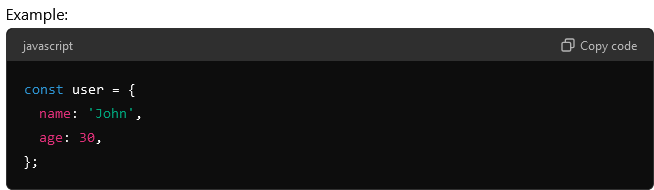 Example:
javascript Copy code
const user = {
  name: 'John',
  age: 30,
};